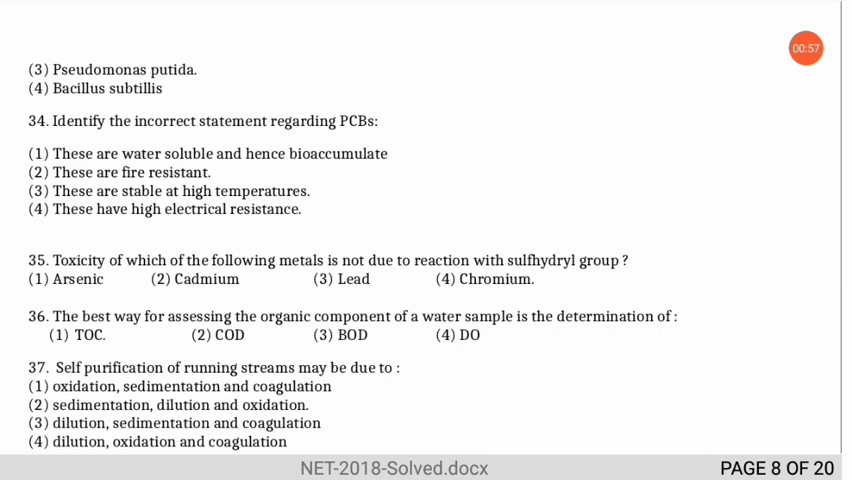 00:57
(3) Pseudomonas putida.
(4) Bacillus subtillis
34. Identify the incorrect statement regarding PCBs:
(1) These are water soluble and hence bioaccumulate
(2) These are fire resistant.
(3) These are stable at high temperatures.
(4) These have high electrical resistance.
35. Toxicity of which of the following metals is not due to reaction with sulfhydryl group ?
(1) Arsenic (2) Cadmium (3) Lead (4) Chromium.
36. The best way for assessing the organic component of a water sample is the determination of :
(1) TOC. (2) COD (3) BOD (4) DO
37. Self purification of running streams may be due to :
(1) oxidation, sedimentation and coagulation
(2) sedimentation, dilution and oxidation.
(3) dilution, sedimentation and coagulation
(4) dilution, oxidation and coagulation
NET-2018-Solved.docx PAGE 8 OF 20